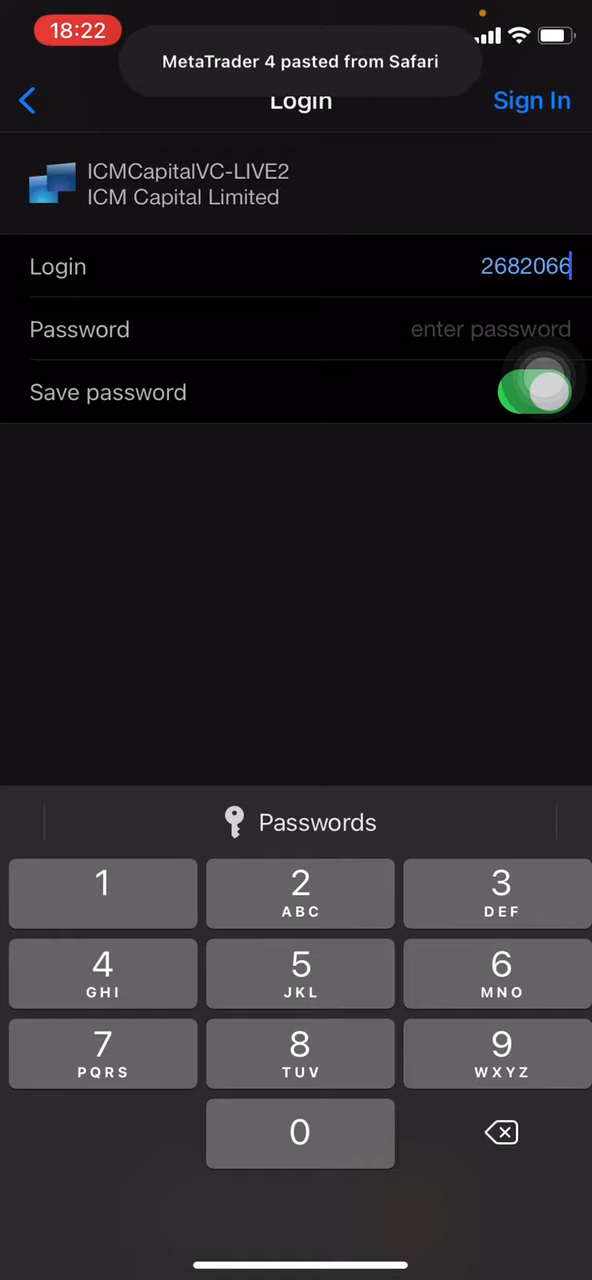 18:22
MetaTrader 4 pasted from Safari
Login
Sign In
ICMCapitalVC-LIVE2
ICM Capital Limited
Login
2682066
Password
enter password
Save password
Passwords
1
2
ABC
3
DEF
4
GHI
5
JKL
6
MNO
7
PQRS
8
TUV
9
WXYZ
0